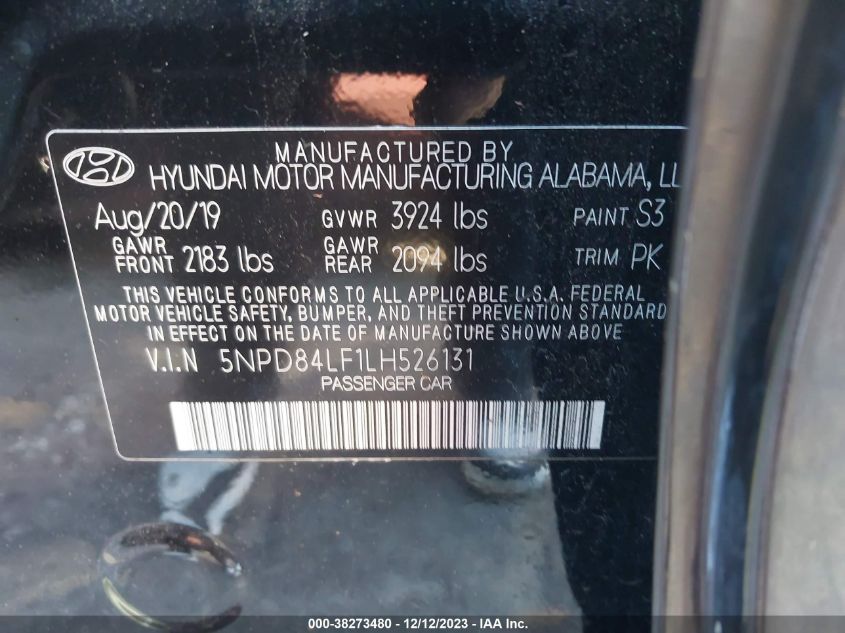 MANUFACTURED BY
HYUNDAI MOTOR MANUFACTURING ALABAMA, LL
Aug/20/19 GVWR 3924 lbs PAINT S3
GAWR FRONT 2183 lbs GAWR REAR 2094 lbs TRIM PK
THIS VEHICLE CONFORMS TO ALL APPLICABLE U.S.A. FEDERAL
MOTOR VEHICLE SAFETY, BUMPER, AND THEFT PREVENTION STANDARD
IN EFFECT ON THE DATE OF MANUFACTURE SHOWN ABOVE
V.I.N 5NPD84LF1LH526131
PASSENGER CAR
000-38273480 - 12/12/2023 - IAA Inc.